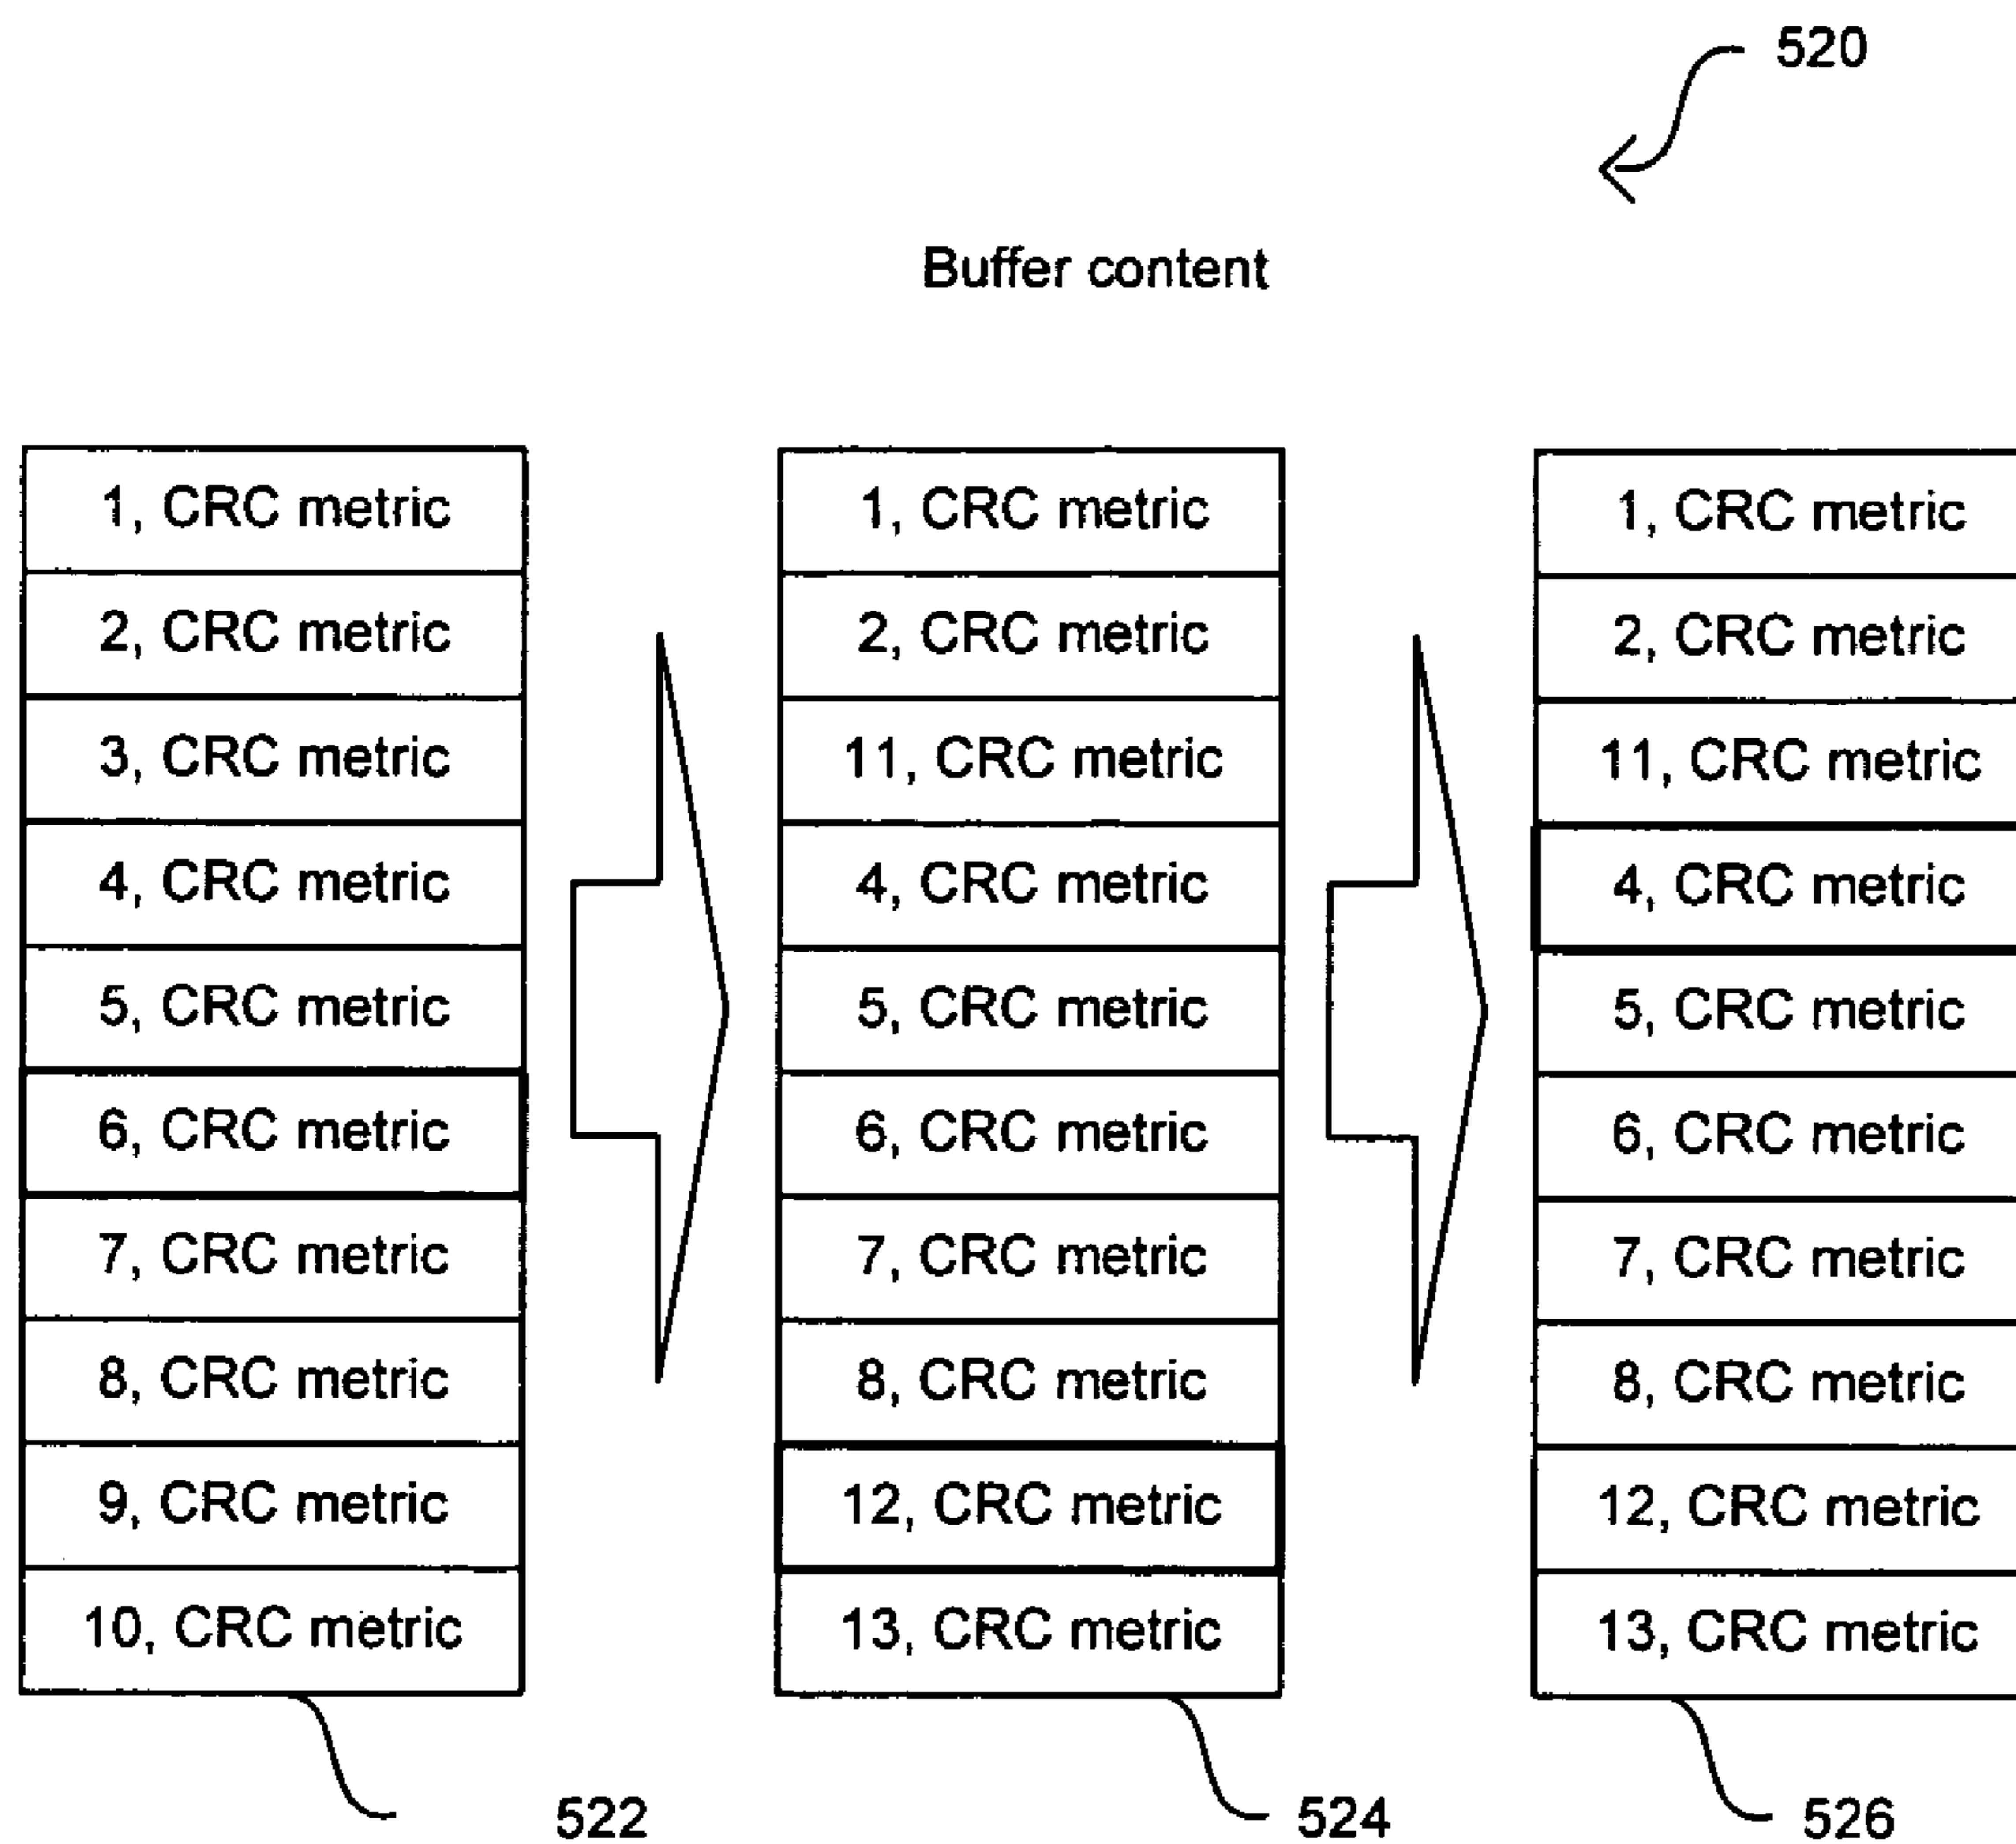 520
Buffer content
1, CRC metric
2, CRC metric
3, CRC metric
4, CRC metric
5, CRC metric
6, CRC metric
7, CRC metric
8, CRC metric
9, CRC metric
10, CRC metric
522
1, CRC metric
2, CRC metric
11, CRC metric
4, CRC metric
5, CRC metric
6, CRC metric
7, CRC metric
8, CRC metric
12, CRC metric
13, CRC metric
524
1, CRC metric
2, CRC metric
11, CRC metric
4, CRC metric
5, CRC metric
6, CRC metric
7, CRC metric
8, CRC metric
12, CRC metric
13, CRC metric
526